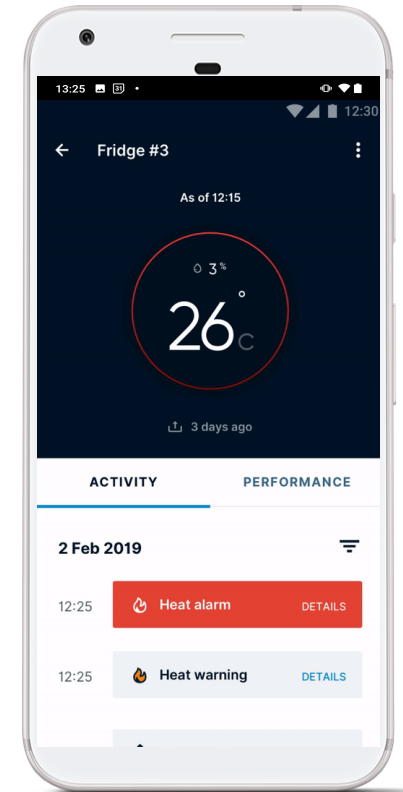 13:25 31
12:30
Fridge #3
As of 12:15
3%
26°C
3 days ago
ACTIVITY PERFORMANCE
2 Feb 2019
12:25 Heat alarm DETAILS
12:25 Heat warning DETAILS